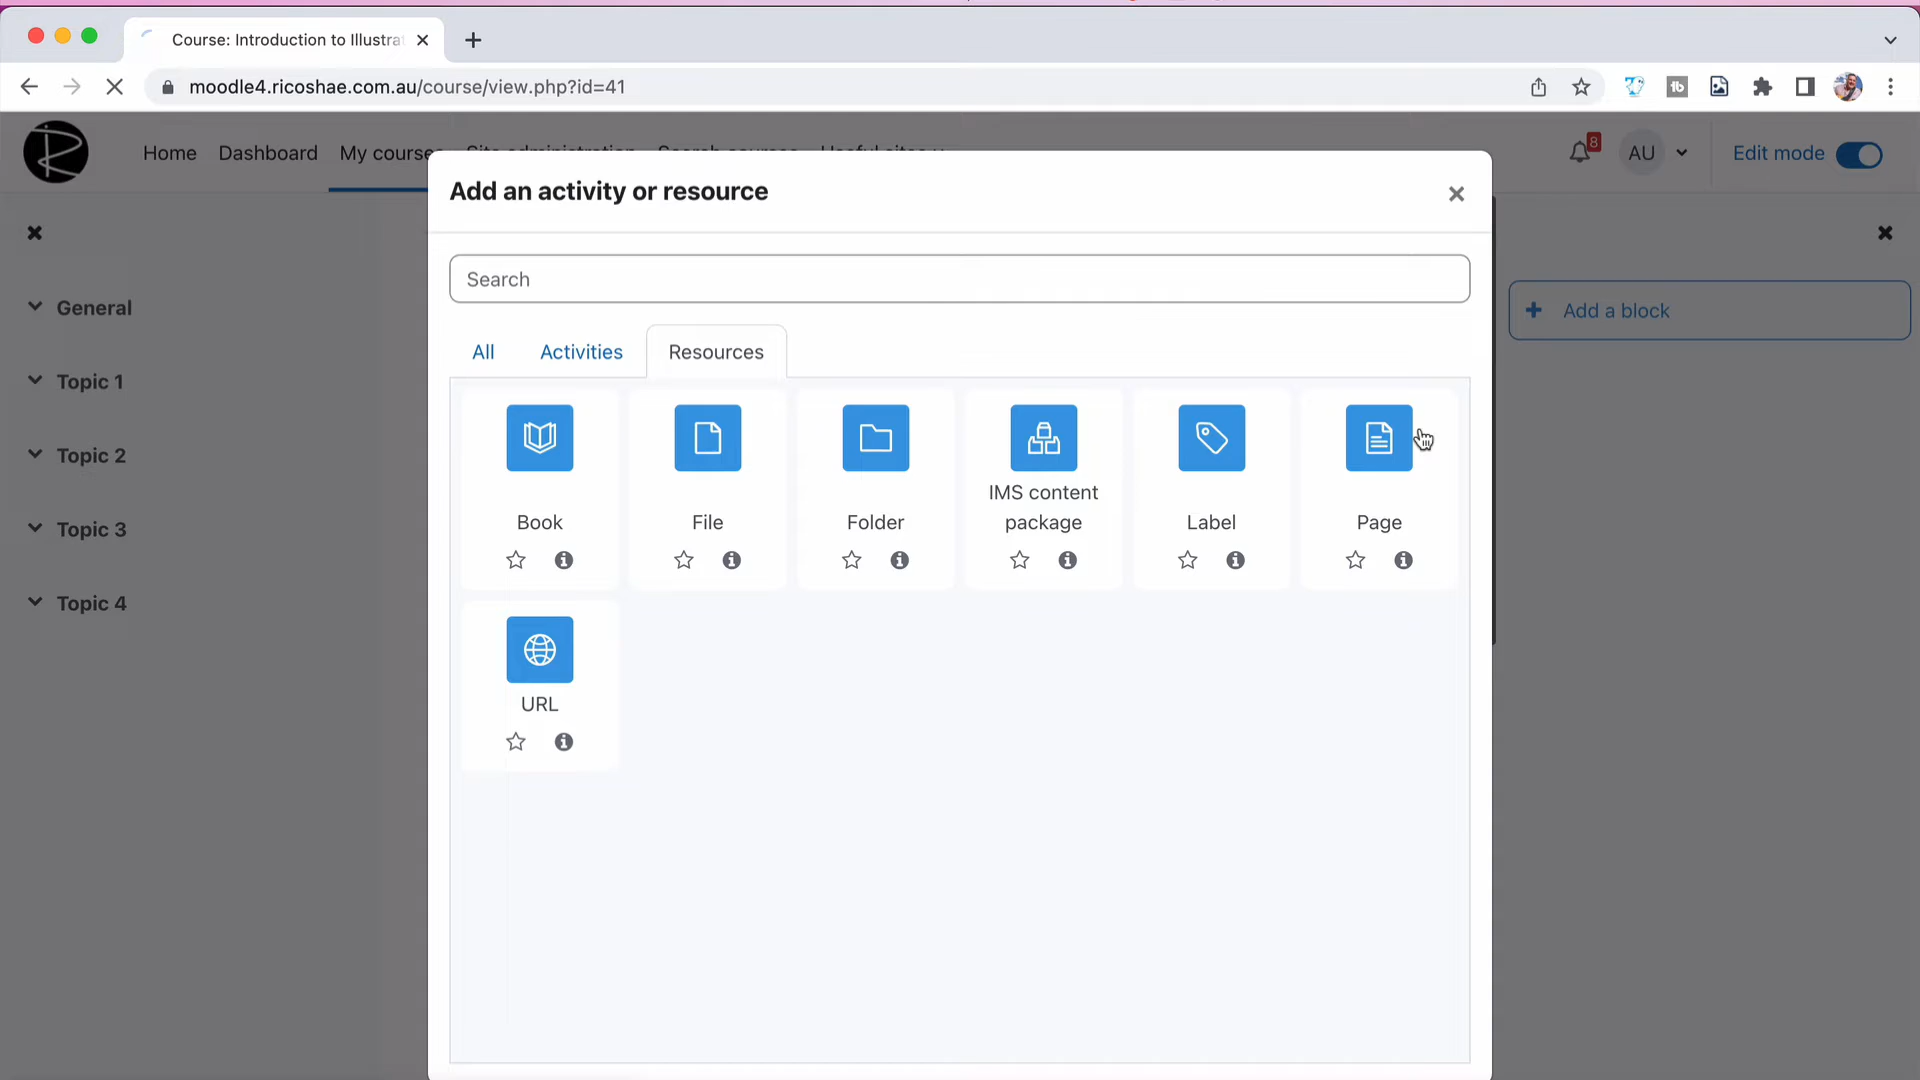 Course: Introduction to Illustra
moodle4.ricoshae.com.au/course/view.php?id=41
Home Dashboard My courses Site administration Search courses Useful sites
8
AU
Edit mode
Add an activity or resource
Search
General
Topic 1
Topic 2
Topic 3
Topic 4
Add a block
All Activities Resources
Book
File
Folder
IMS content
package
Label
Page
URL